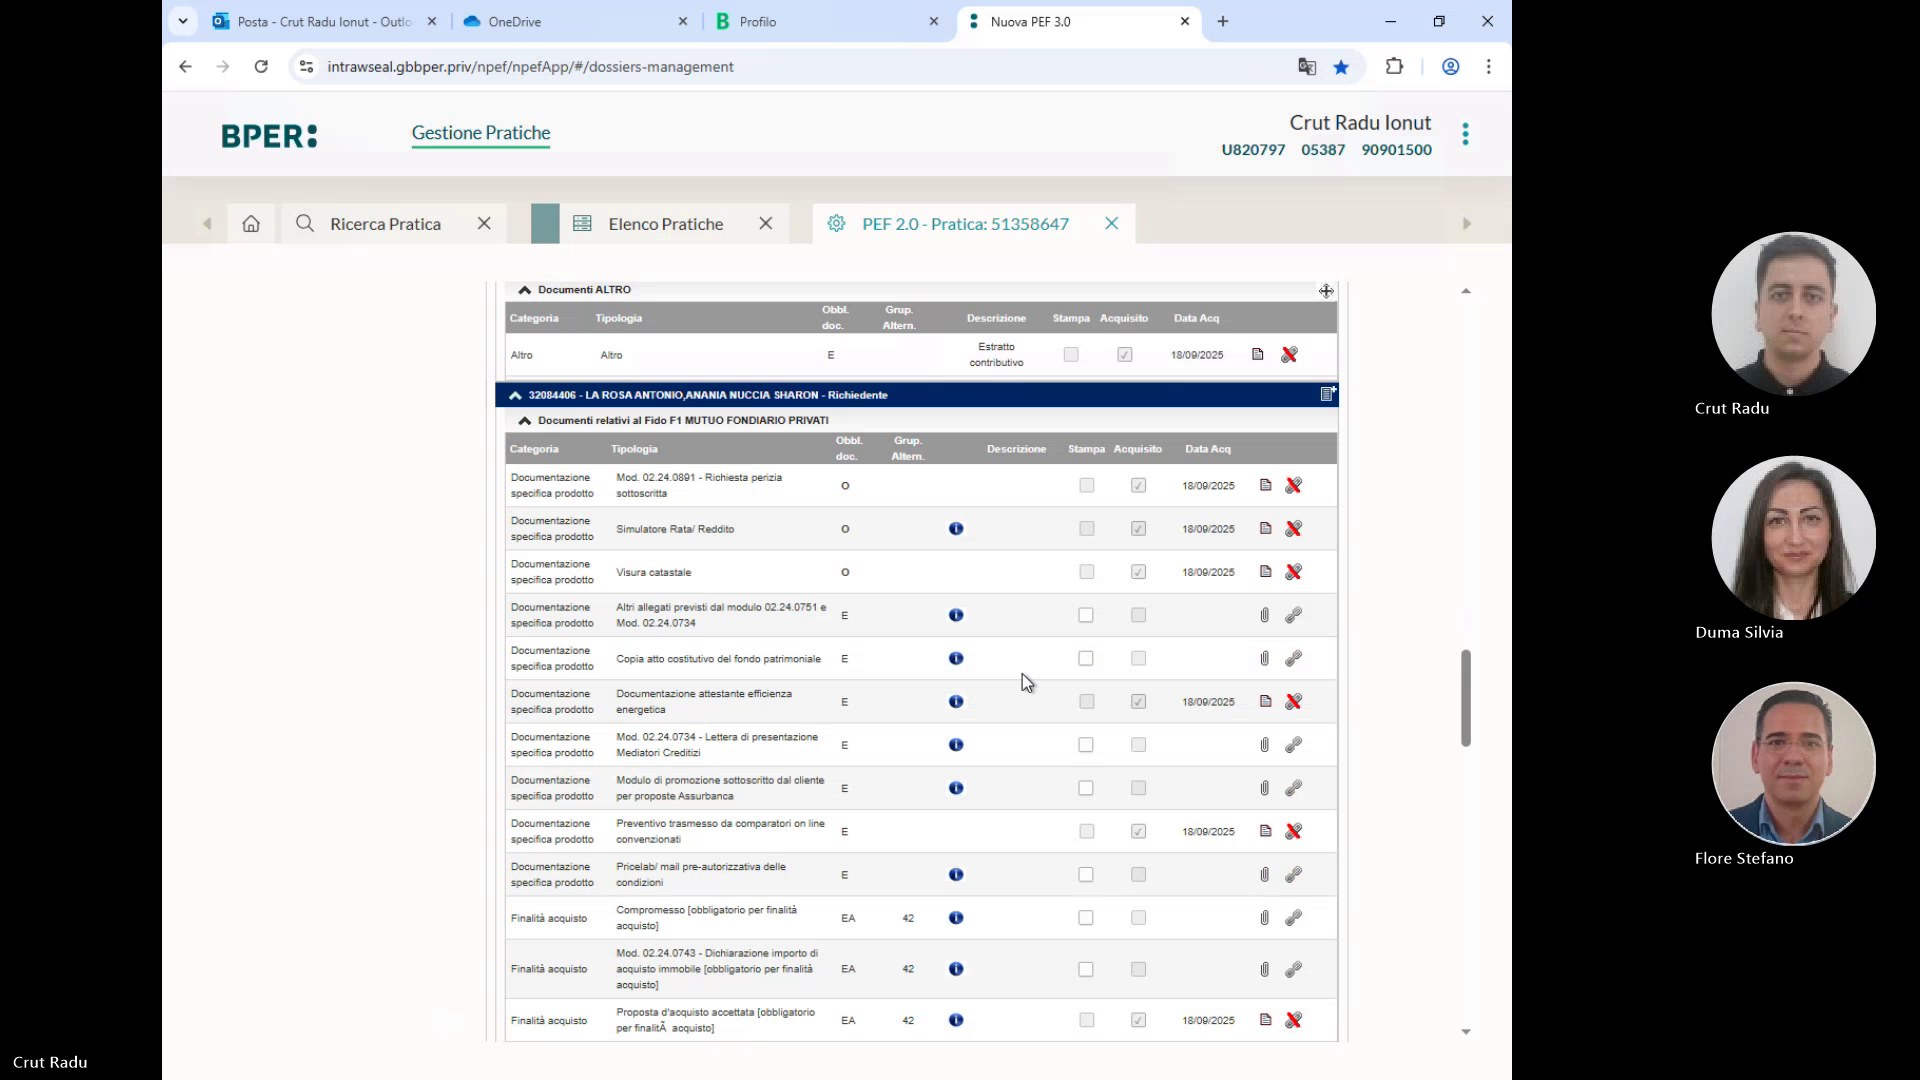 Posta - Crut Radu Ionut - Outlo
OneDrive
Profilo
Nuova PEF 3.0
intrawseal.gbbper.priv/npef/npefApp/#/dossiers-management
BPER:
Gestione Pratiche
Crut Radu Ionut
U820797 05387 90901500
Ricerca Pratica
Elenco Pratiche
PEF 2.0 - Pratica: 51358647
Documenti ALTRO
Categoria Tipologia Obbl. doc. Grup. Altern. Descrizione Stampa Acquisito Data Acq
Altro Altro E Estratto contributivo 18/09/2025
32084406 - LA ROSA ANTONIO,ANANIA NUCCIA SHARON - Richiedente
Documenti relativi al Fido F1 MUTUO FONDIARIO PRIVATI
Categoria Tipologia Obbl. doc. Grup. Altern. Descrizione Stampa Acquisito Data Acq
Documentazione specifica prodotto Mod. 02.24.0891 - Richiesta perizia sottoscritta O 18/09/2025
Documentazione specifica prodotto Simulatore Rata/ Reddito O 18/09/2025
Documentazione specifica prodotto Visura catastale O 18/09/2025
Documentazione specifica prodotto Altri allegati previsti dal modulo 02.24.0751 e Mod. 02.24.0734 E
Documentazione specifica prodotto Copia atto costitutivo del fondo patrimoniale E
Documentazione specifica prodotto Documentazione attestante efficienza energetica E 18/09/2025
Documentazione specifica prodotto Mod. 02.24.0734 - Lettera di presentazione Mediatori Creditizi E
Documentazione specifica prodotto Modulo di promozione sottoscritto dal cliente per proposte Assurbanca E
Documentazione specifica prodotto Preventivo trasmesso da comparatori on line convenzionati E 18/09/2025
Documentazione specifica prodotto Pricelab/ mail pre-autorizzativa delle condizioni E
Finalità acquisto Compromesso [obbligatorio per finalità acquisto] EA 42
Finalità acquisto Mod. 02.24.0743 - Dichiarazione importo di acquisto immobile [obbligatorio per finalità acquisto] EA 42
Finalità acquisto Proposta d'acquisto accettata [obbligatorio per finalitÃ acquisto] EA 42 18/09/2025
Crut Radu
Duma Silvia
Flore Stefano
Crut Radu